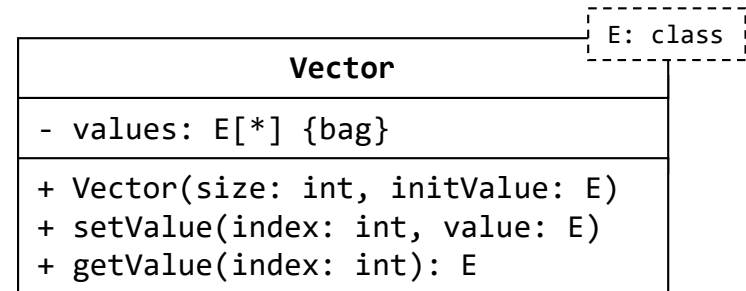 E: class
Vector
- values: E[*] {bag}
+ Vector(size: int, initValue: E)
+ setValue(index: int, value: E)
+ getValue(index: int): E